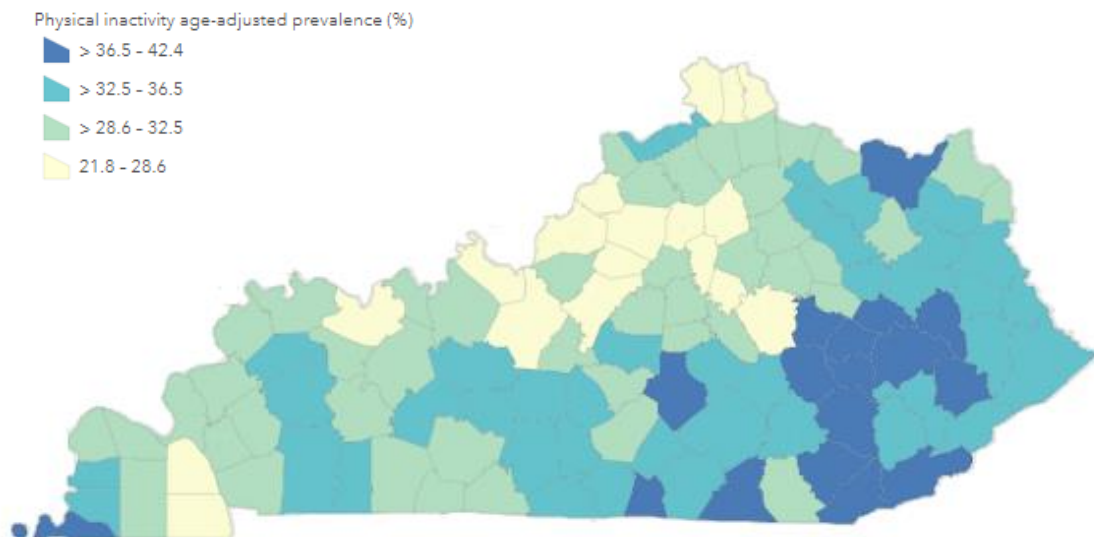 Physical inactivity age-adjusted prevalence (%)
> 36.5 - 42.4
> 32.5 - 36.5
> 28.6 - 32.5
21.8 - 28.6